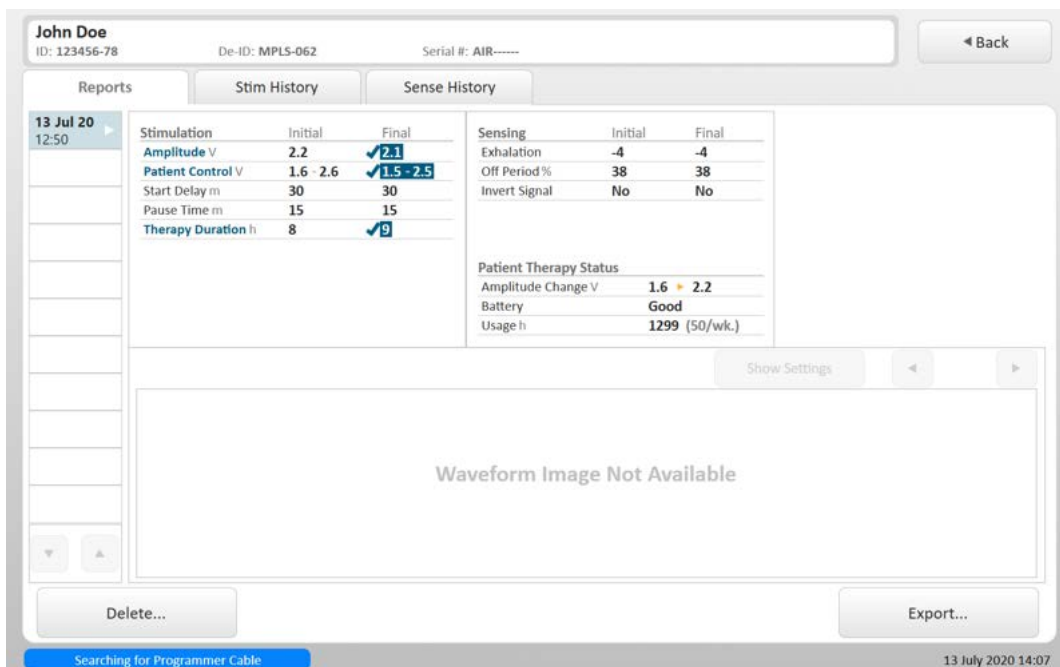 John Doe
ID: 123456-78 De-ID: MPLS-062 Serial #: AIR------
◄ Back
Reports Stim History Sense History
13 Jul 20
12:50
Stimulation Initial Final
Amplitude V 2.2 ✓ 2.1
Patient Control V 1.6 - 2.6 ✓ 1.5 - 2.5
Start Delay m 30 30
Pause Time m 15 15
Therapy Duration h 8 ✓ 9
Sensing Initial Final
Exhalation -4 -4
Off Period % 38 38
Invert Signal No No
Patient Therapy Status
Amplitude Change V 1.6 ► 2.2
Battery Good
Usage h 1299 (50/wk.)
Show Settings
Waveform Image Not Available
Delete... Export...
Searching for Programmer Cable 13 July 2020 14:07